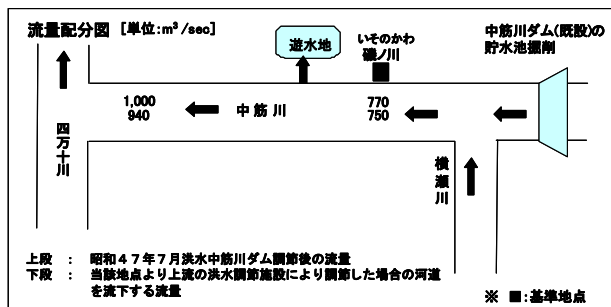 流量配分図 [単位:m³/sec]
遊水地
いそのかわ
磯ノ川
中筋川ダム(既設)の
貯水池掘削
1,000
940
中筋川
770
750
四万十川
横瀬川
上段 : 昭和47年7月洪水中筋川ダム調節後の流量
下段 : 当該地点より上流の洪水調節施設により調節した場合の河道
を流下する流量
※ ■:基準地点